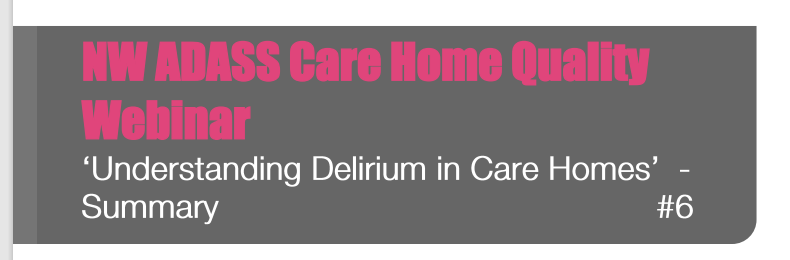 NW ADASS Care Home Quality
Webinar
‘Understanding Delirium in Care Homes’ -
Summary #6